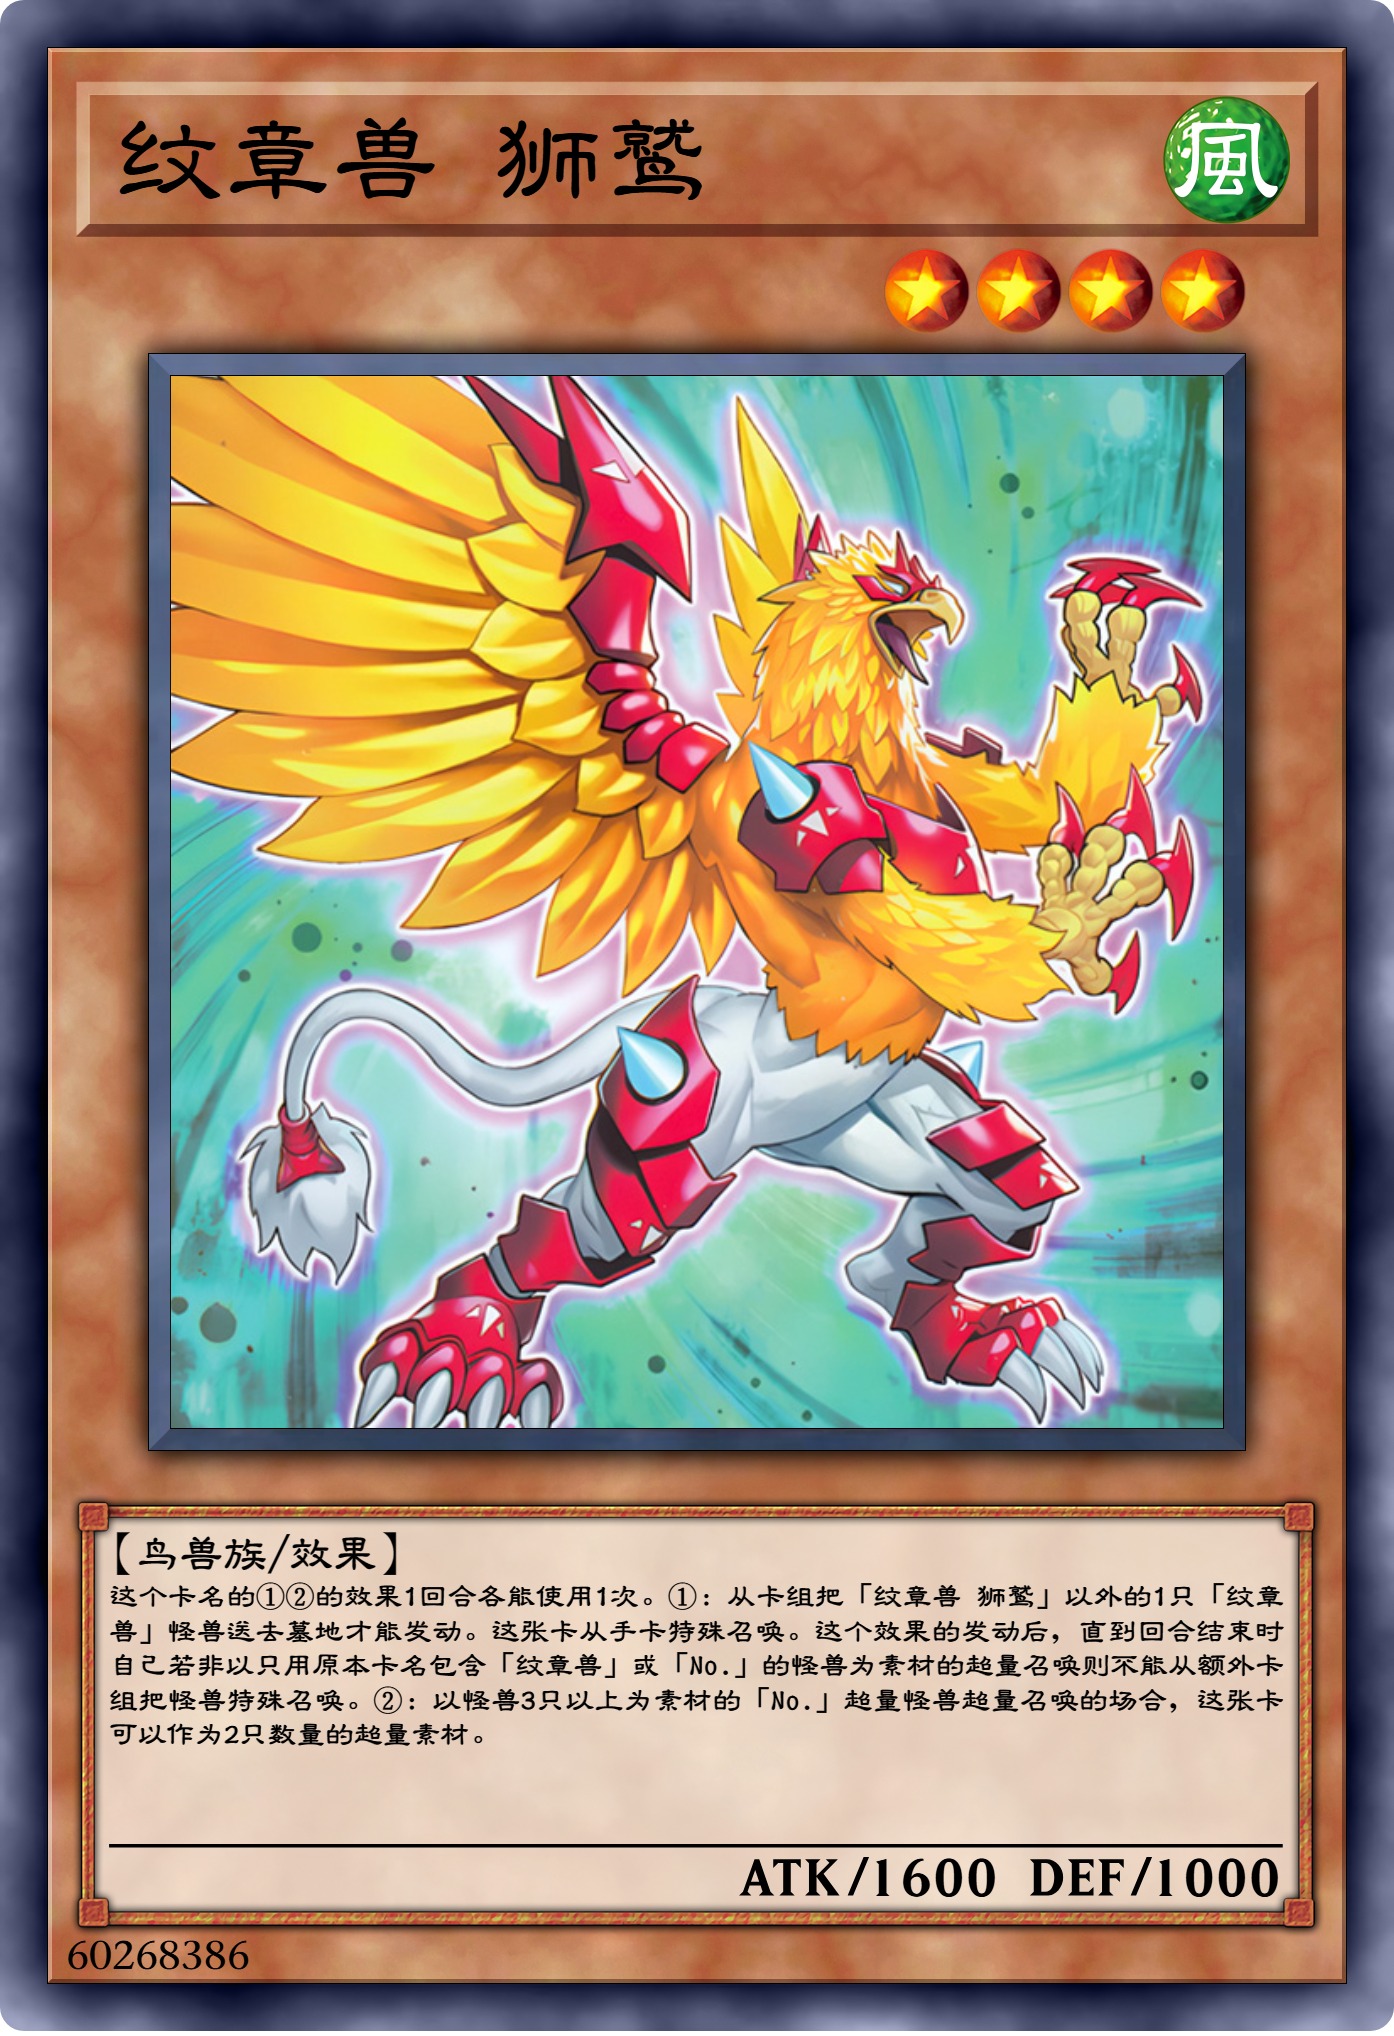 纹章兽 狮鹫
風
【鸟兽族/效果】
这个卡名的①②的效果1回合各能使用1次。①：从卡组把「纹章兽 狮鹫」以外的1只「纹章
兽」怪兽送去墓地才能发动。这张卡从手卡特殊召唤。这个效果的发动后，直到回合结束时
自己若非以只用原本卡名包含「纹章兽」或「No.」的怪兽为素材的超量召唤则不能从额外卡
组把怪兽特殊召唤。②：以怪兽3只以上为素材的「No.」超量怪兽超量召唤的场合，这张卡
可以作为2只数量的超量素材。
ATK/1600 DEF/1000
60268386